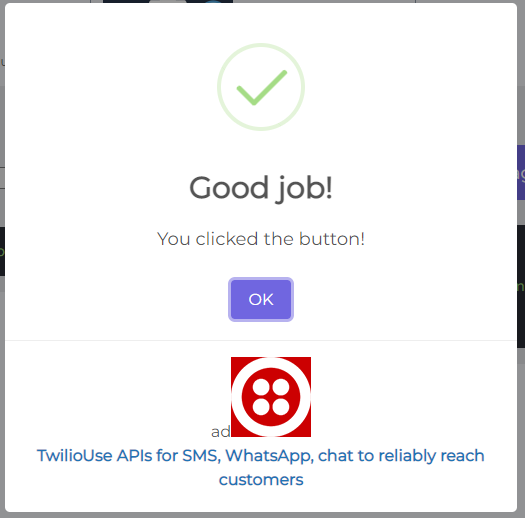 Good job!
You clicked the button!
OK
ad
TwilioUse APIs for SMS, WhatsApp, chat to reliably reach
customers